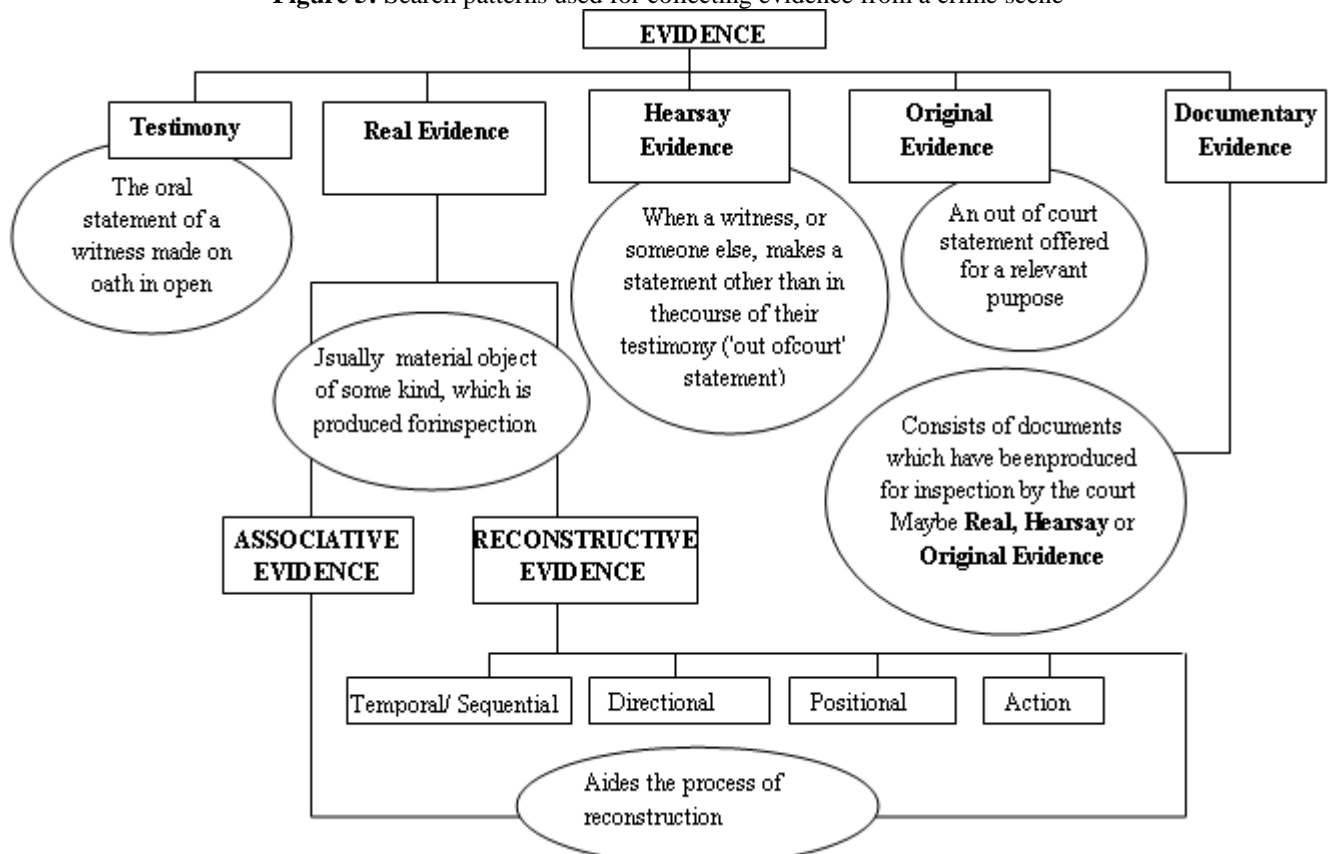 Figure 3. Search patterns used for collecting evidence from a crime scene
EVIDENCE
Testimony
Real Evidence
Hearsay
Evidence
Original
Evidence
Documentary
Evidence
The oral
statement of a
witness made on
oath in open
When a witness, or
someone else, makes a
statement other than in
thecourse of their
testimony ('out ofcourt'
statement)
An out of court
statement offered
for a relevant
purpose
Jsually material object
of some kind, which is
produced forinspection
Consists of documents
which have beenproduced
for inspection by the court
Maybe Real, Hearsay or
Original Evidence
ASSOCIATIVE
EVIDENCE
RECONSTRUCTIVE
EVIDENCE
Temporal/ Sequential
Directional
Positional
Action
Aides the process of
reconstruction